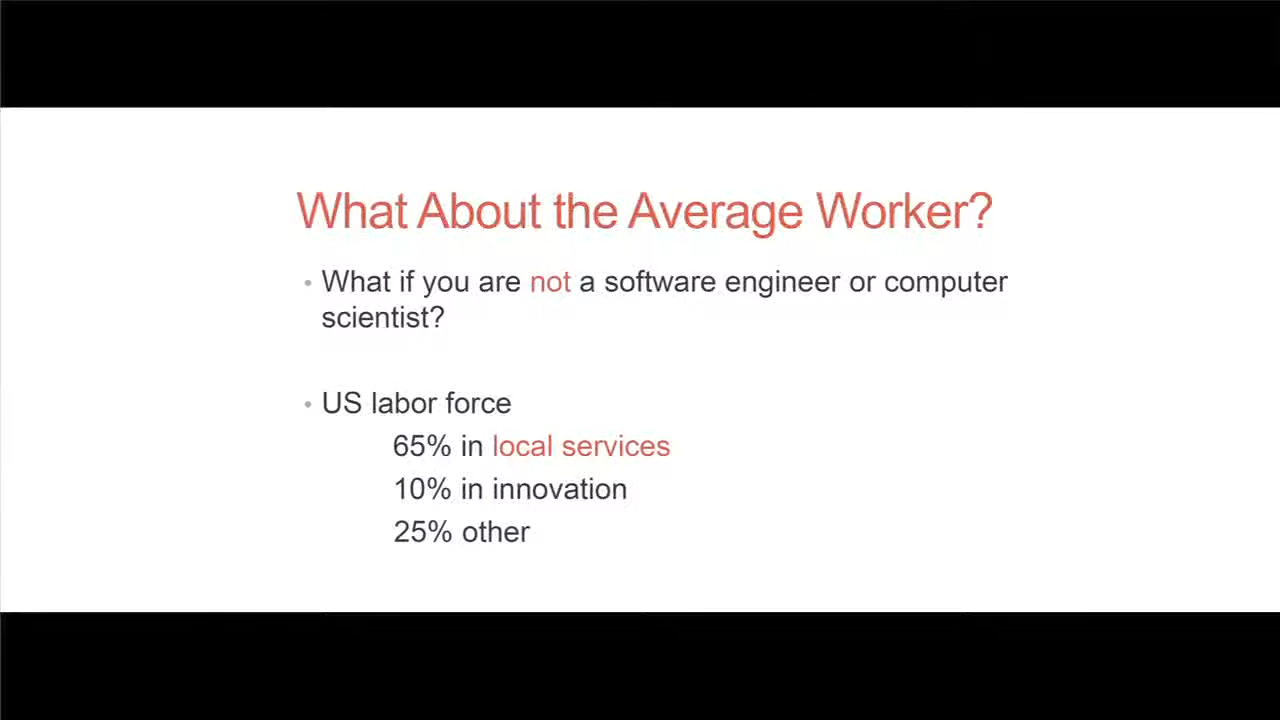 What About the Average Worker?
• What if you are not a software engineer or computer
scientist?
• US labor force
65% in local services
10% in innovation
25% other